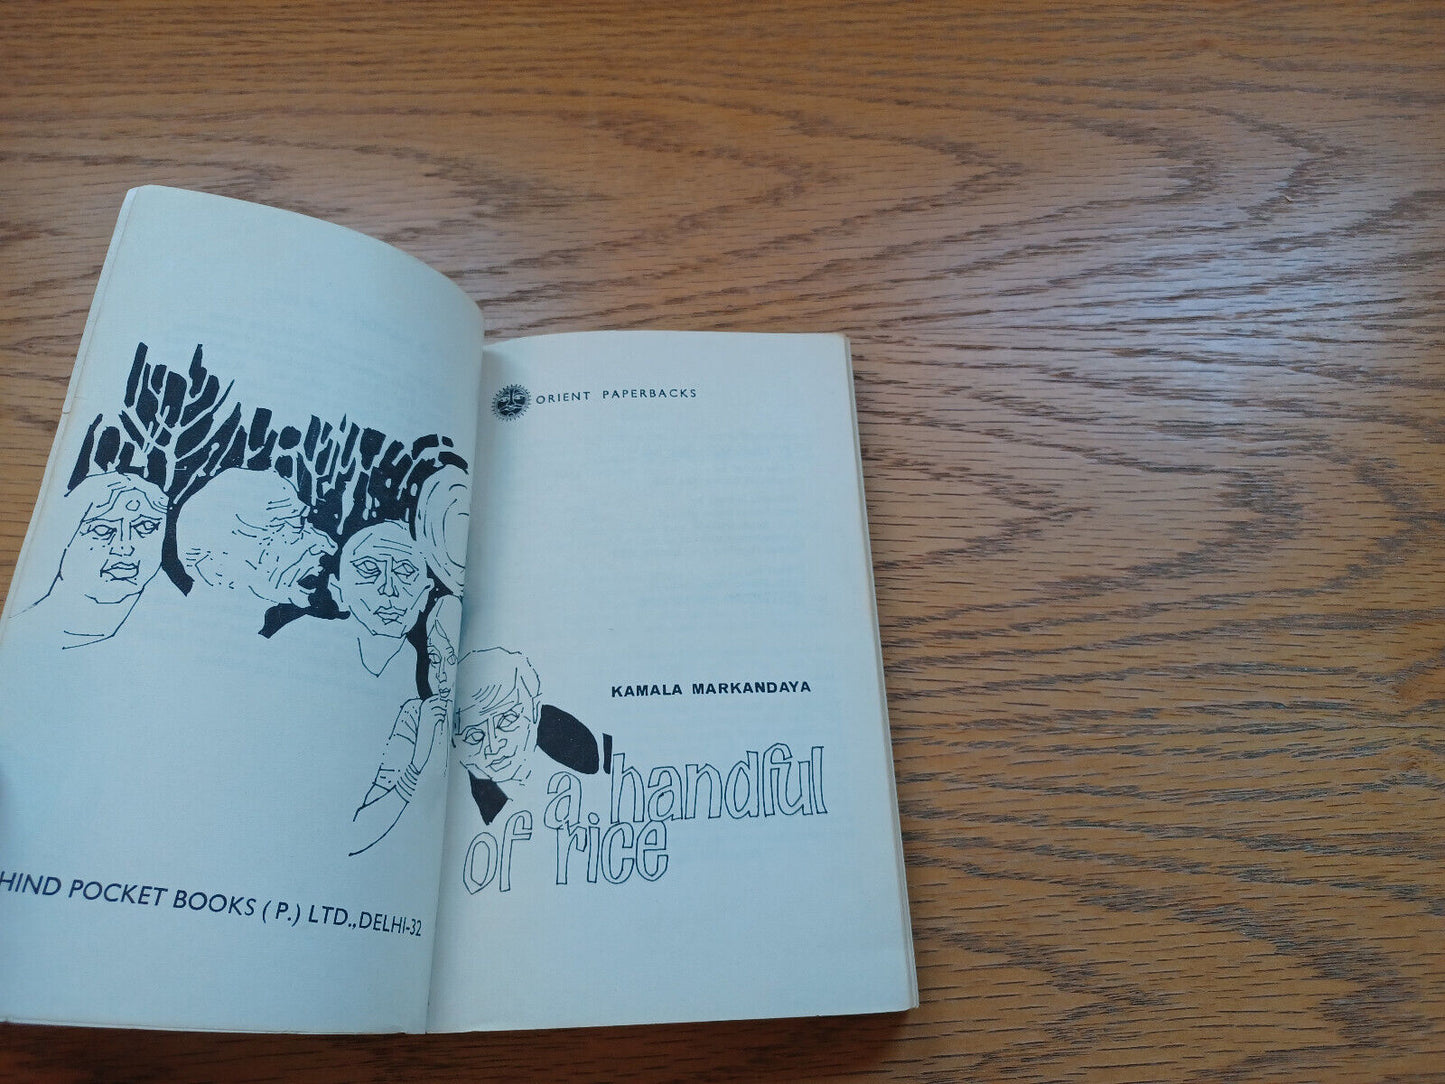 HIND POCKET BOOKS (P.) LTD., DELHI-32
ORIENT PAPERBACKS
KAMALA MARKANDAYA
a handful
of rice